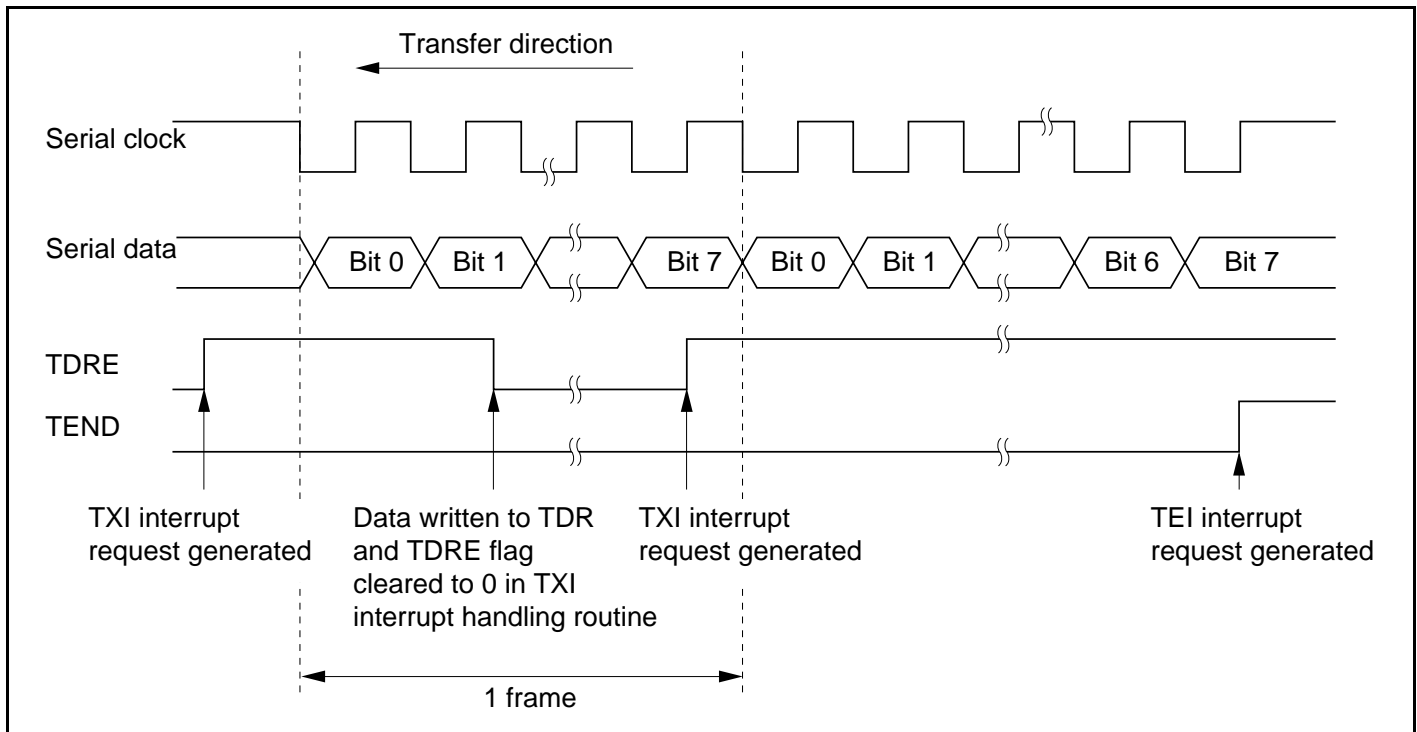 Transfer direction
Serial clock
Serial data
Bit 0
Bit 1
Bit 7
Bit 0
Bit 1
Bit 6
Bit 7
TDRE
TEND
TXI interrupt
request generated
Data written to TDR
and TDRE flag
cleared to 0 in TXI
interrupt handling routine
TXI interrupt
request generated
TEI interrupt
request generated
1 frame